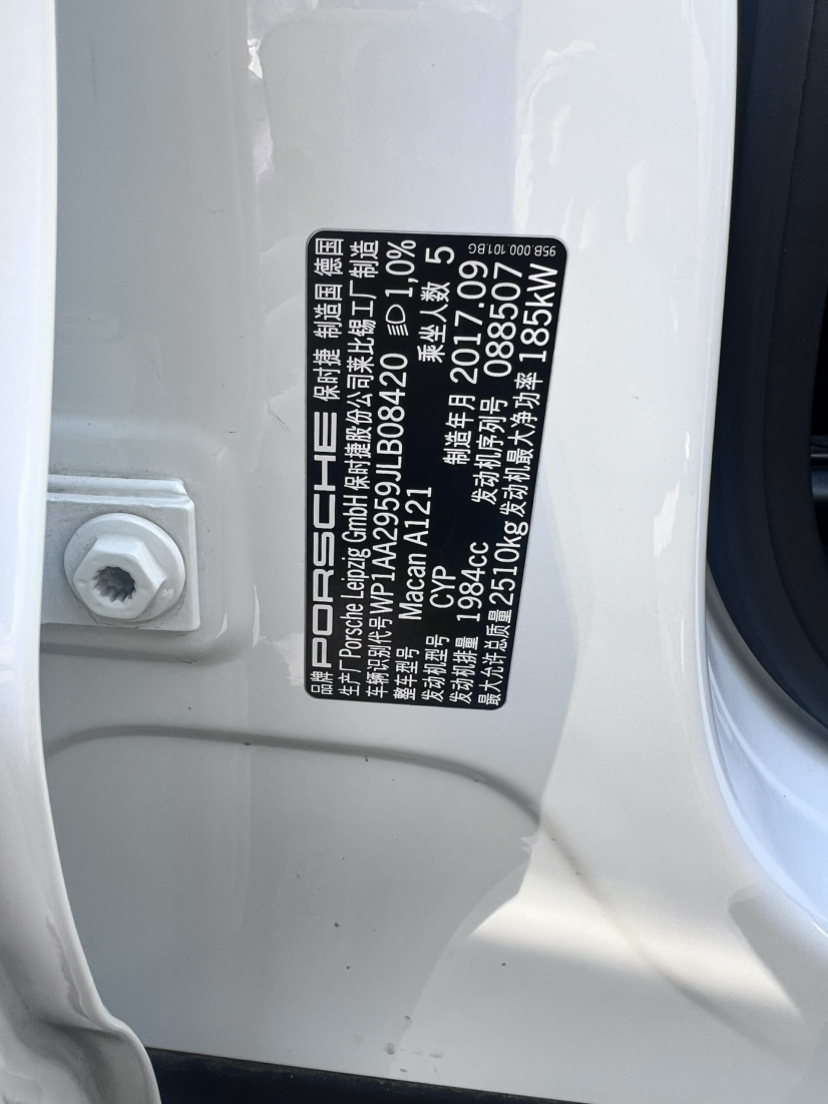 品牌 PORSCHE 保时捷 制造国 德国
生产厂 Porsche Leipzig GmbH 保时捷股份公司莱比锡工厂制造
车辆识别代号 WP1AA2959JLB08420 1,0%
整车型号 Macan A121 乘坐人数 5
发动机型号 CYP 制造年月 2017.09
发动机排量 1984cc 发动机序列号 088507
最大允许总质量 2510kg 发动机最大净功率 185kW
95B.000.101.BG